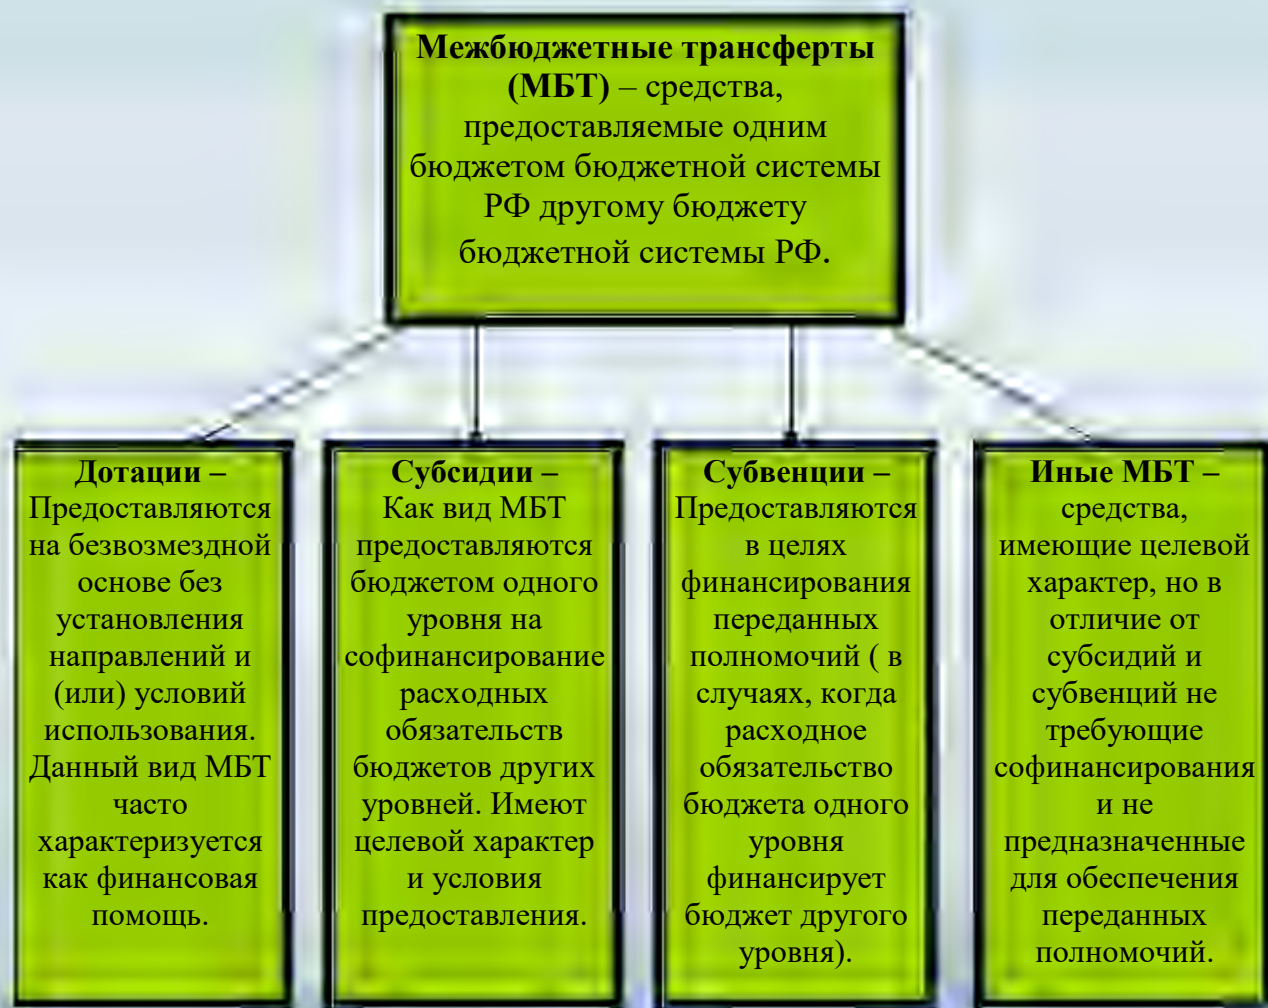 Межбюджетные трансферты
(МБТ) – средства,
предоставляемые одним
бюджетом бюджетной системы
РФ другому бюджету
бюджетной системы РФ.
Дотации –
Предоставляются
на безвозмездной
основе без
установления
направлений и
(или) условий
использования.
Данный вид МБТ
часто
характеризуется
как финансовая
помощь.
Субсидии –
Как вид МБТ
предоставляются
бюджетом одного
уровня на
софинансирование
расходных
обязательств
бюджетов других
уровней. Имеют
целевой характер
и условия
предоставления.
Субвенции –
Предоставляются
в целях
финансирования
переданных
полномочий ( в
случаях, когда
расходное
обязательство
бюджета одного
уровня
финансирует
бюджет другого
уровня).
Иные МБТ –
средства,
имеющие целевой
характер, но в
отличие от
субсидий и
субвенций не
требующие
софинансирования
и не
предназначенные
для обеспечения
переданных
полномочий.